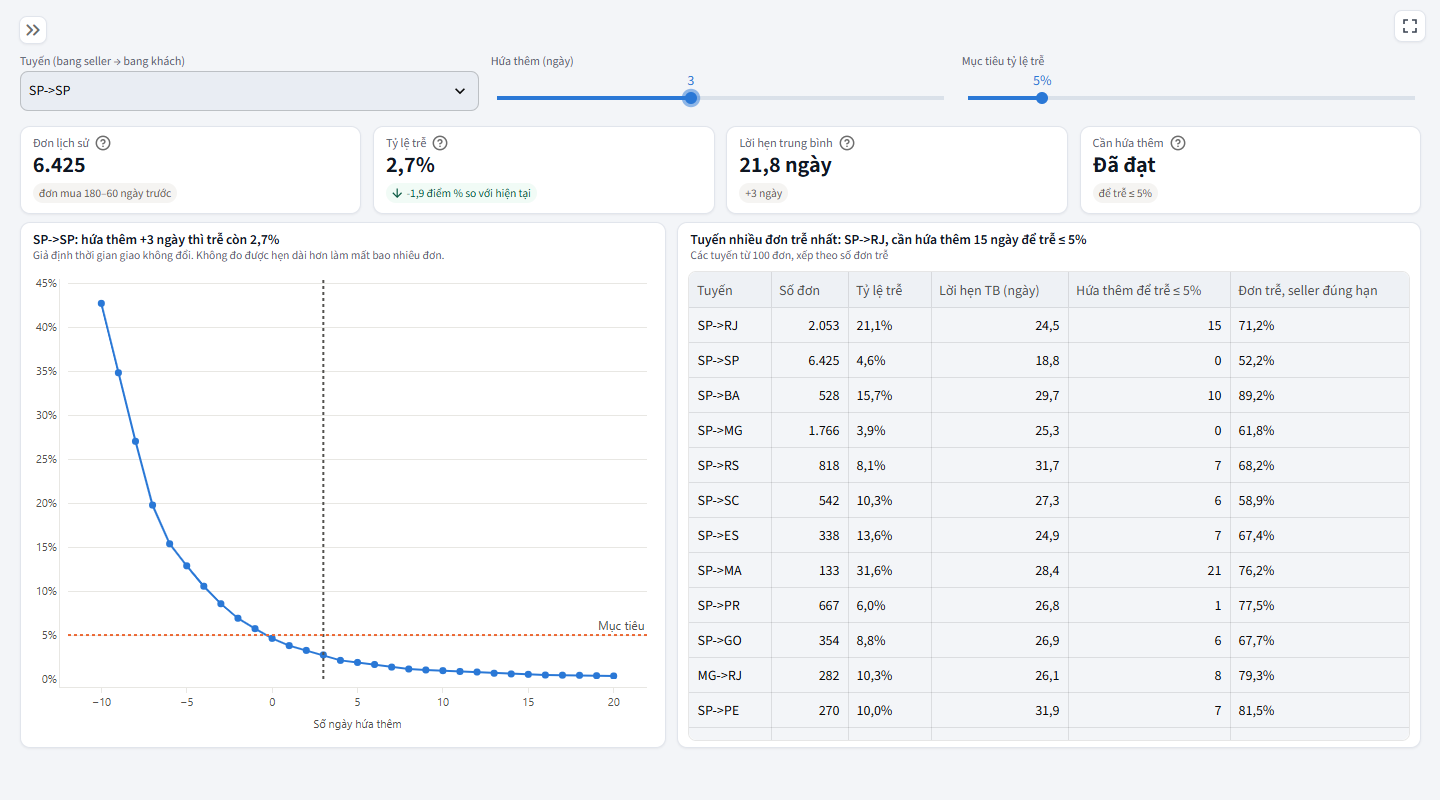 Tuyến (bang seller → bang khách)
SP->SP
Hứa thêm (ngày)
3
Mục tiêu tỷ lệ trễ
5%
Đơn lịch sử
6.425
đơn mua 180–60 ngày trước
Tỷ lệ trễ
2,7%
-1,9 điểm % so với hiện tại
Lời hẹn trung bình
21,8 ngày
+3 ngày
Cần hứa thêm
Đã đạt
để trễ ≤ 5%
SP->SP: hứa thêm +3 ngày thì trễ còn 2,7%
Giả định thời gian giao không đổi. Không đo được hẹn dài hơn làm mất bao nhiêu đơn.
45%
40%
35%
30%
25%
20%
15%
10%
5%
0%
Mục tiêu
−10 −5 0 5 10 15 20
Số ngày hứa thêm
Tuyến nhiều đơn trễ nhất: SP->RJ, cần hứa thêm 15 ngày để trễ ≤ 5%
Các tuyến từ 100 đơn, xếp theo số đơn trễ
Tuyến Số đơn Tỷ lệ trễ Lời hẹn TB (ngày) Hứa thêm để trễ ≤ 5% Đơn trễ, seller đúng hạn
SP->RJ 2.053 21,1% 24,5 15 71,2%
SP->SP 6.425 4,6% 18,8 0 52,2%
SP->BA 528 15,7% 29,7 10 89,2%
SP->MG 1.766 3,9% 25,3 0 61,8%
SP->RS 818 8,1% 31,7 7 68,2%
SP->SC 542 10,3% 27,3 6 58,9%
SP->ES 338 13,6% 24,9 7 67,4%
SP->MA 133 31,6% 28,4 21 76,2%
SP->PR 667 6,0% 26,8 1 77,5%
SP->GO 354 8,8% 26,9 6 67,7%
MG->RJ 282 10,3% 26,1 8 79,3%
SP->PE 270 10,0% 31,9 7 81,5%